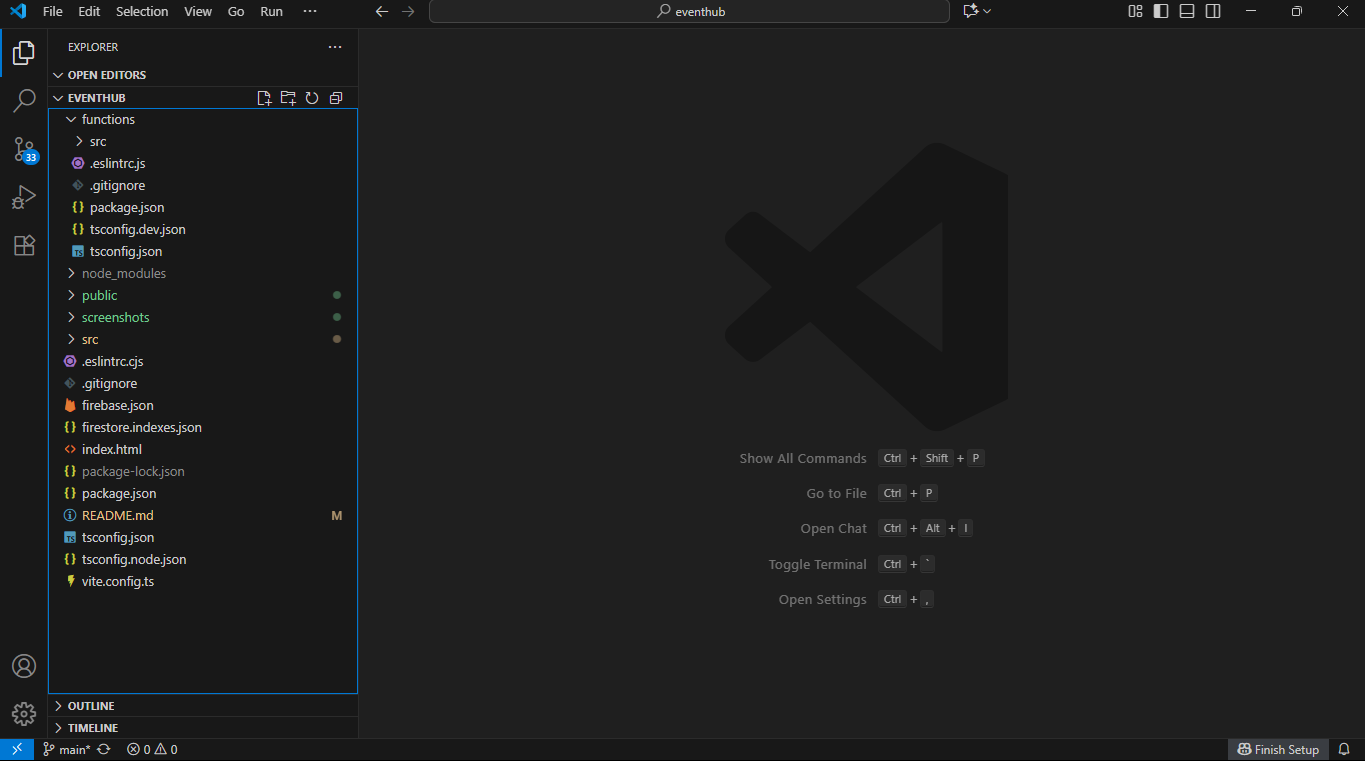 File Edit Selection View Go Run ···
eventhub
EXPLORER
OPEN EDITORS
EVENTHUB
functions
src
.eslintrc.js
.gitignore
{} package.json
{} tsconfig.dev.json
TS tsconfig.json
node_modules
public
screenshots
src
.eslintrc.cjs
.gitignore
firebase.json
{} firestore.indexes.json
<> index.html
{} package-lock.json
{} package.json
README.md M
TS tsconfig.json
{} tsconfig.node.json
vite.config.ts
33
Show All Commands Ctrl + Shift + P
Go to File Ctrl + P
Open Chat Ctrl + Alt + I
Toggle Terminal Ctrl + `
Open Settings Ctrl + ,
OUTLINE
TIMELINE
main* 0 0 Finish Setup